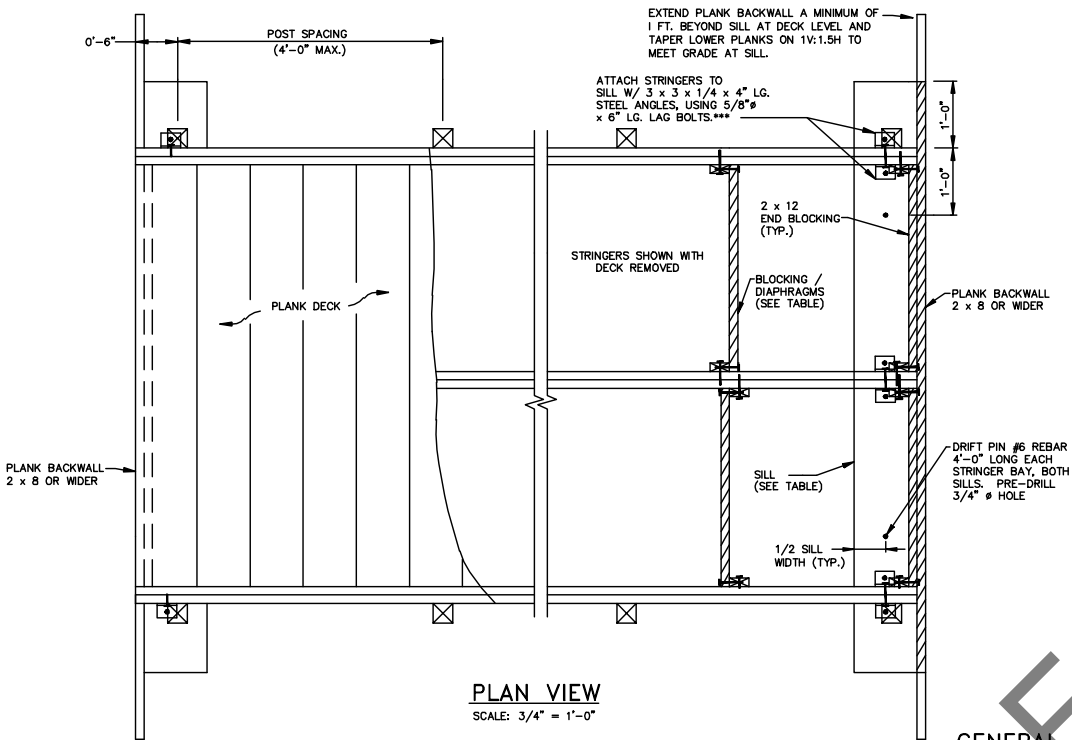 EXTEND PLANK BACKWALL A MINIMUM OF
1 FT. BEYOND SILL AT DECK LEVEL AND
TAPER LOWER PLANKS ON 1V:1.5H TO
MEET GRADE AT SILL.
0'-6"
POST SPACING
(4'-0" MAX.)
ATTACH STRINGERS TO
SILL W/ 3 x 3 x 1/4 x 4" LG.
STEEL ANGLES, USING 5/8"ø
x 6" LG. LAG BOLTS.***
1'-0"
1'-0"
2 x 12
END BLOCKING
(TYP.)
STRINGERS SHOWN WITH
DECK REMOVED
BLOCKING /
DIAPHRAGMS
(SEE TABLE)
PLANK DECK
PLANK BACKWALL
2 x 8 OR WIDER
PLANK BACKWALL
2 x 8 OR WIDER
SILL
(SEE TABLE)
DRIFT PIN #6 REBAR
4'-0" LONG EACH
STRINGER BAY, BOTH
SILLS. PRE-DRILL
3/4" ø HOLE
1/2 SILL
WIDTH (TYP.)
PLAN VIEW
SCALE: 3/4" = 1'-0"
GENERAL